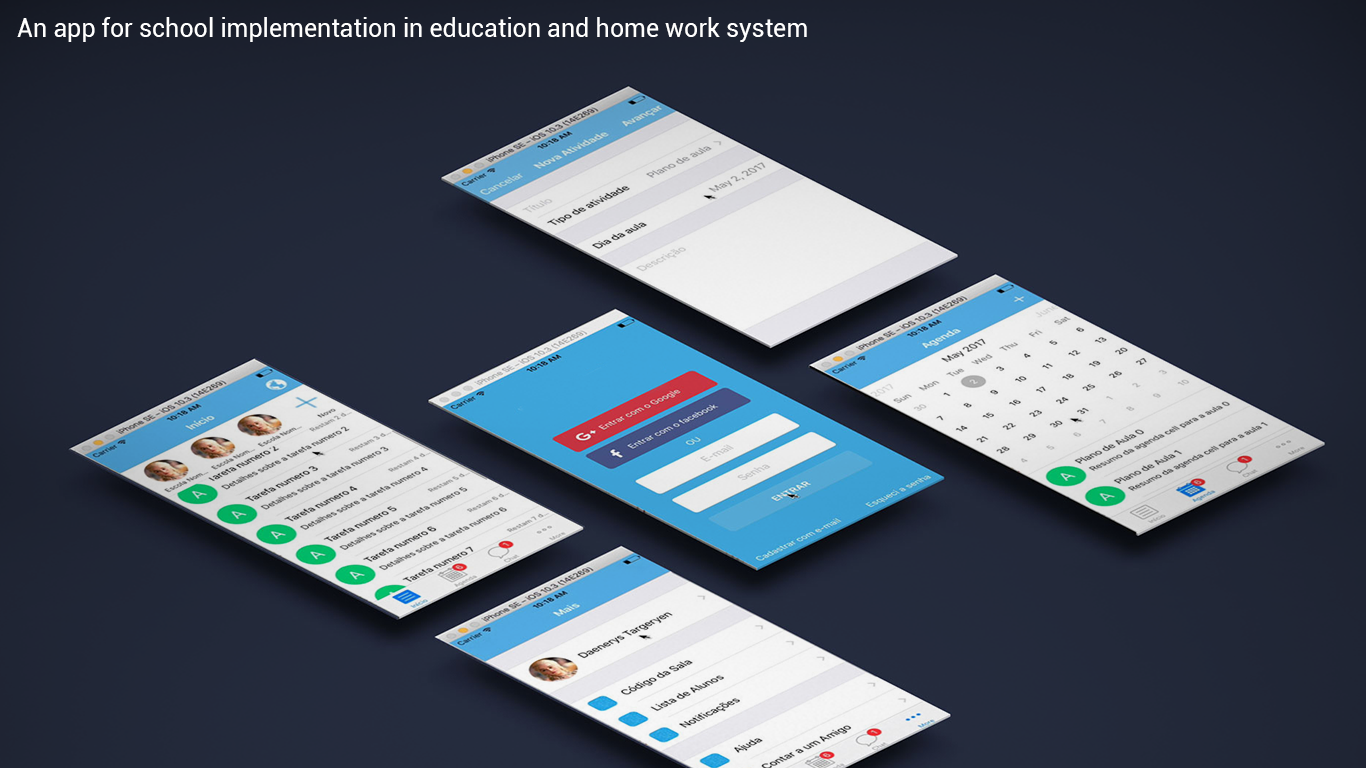 An app for school implementation in education and home work system
iPhone SE – iOS 10.3 (14E269)
Carrier 10:18 AM
Cancelar Nova Atividade Avançar
Título
Tipo de atividade Plano de aula
Dia da aula May 2, 2017
Descrição
iPhone SE – iOS 10.3 (14E269)
Carrier 10:18 AM
Agenda +
2017 May 2017 June
Sun Mon Tue Wed Thu Fri Sat
30 1 2 3 4 5 6
7 8 9 10 11 12 13
14 15 16 17 18 19 20
21 22 23 24 25 26 27
28 29 30 31 1 2 3
4 5 6 7 8 9 10
A Plano de Aula 0
Resumo da agenda cell para a aula 0
A Plano de Aula 1
Resumo da agenda cell para a aula 1
Início Agenda 6 Chat 1 More
iPhone SE – iOS 10.3 (14E269)
Carrier 10:18 AM
G+ Entrar com o Google
f Entrar com o facebook
OU
E-mail
Senha
ENTRAR
Cadastrar com e-mail Esqueci a senha
iPhone SE – iOS 10.3 (14E269)
Carrier 10:18 AM
Início
Escola Nom... Escola Nom... Escola Nom... Novo
A Tarefa numero 2 Restam 2 d...
Detalhes sobre a tarefa numero 2
A Tarefa numero 3 Restam 3 d...
Detalhes sobre a tarefa numero 3
A Tarefa numero 4 Restam 4 d...
Detalhes sobre a tarefa numero 4
A Tarefa numero 5 Restam 5 d...
Detalhes sobre a tarefa numero 5
A Tarefa numero 6 Restam 6 d...
Detalhes sobre a tarefa numero 6
Tarefa numero 7 Restam 7 d...
Início Agenda 6 Chat 1 More
iPhone SE – iOS 10.3 (14E269)
Carrier 10:18 AM
Mais
Daenerys Targeryen
Código da Sala
Lista de Alunos
Notificações
Ajuda
Contar a um Amigo
6 Chat 1 More